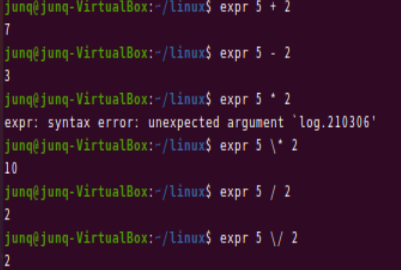 junq@junq-VirtualBox:~/linux$ expr 5 + 2
7
junq@junq-VirtualBox:~/linux$ expr 5 - 2
3
junq@junq-VirtualBox:~/linux$ expr 5 * 2
expr: syntax error: unexpected argument `log.210306'
junq@junq-VirtualBox:~/linux$ expr 5 \* 2
10
junq@junq-VirtualBox:~/linux$ expr 5 / 2
2
junq@junq-VirtualBox:~/linux$ expr 5 \/ 2
2